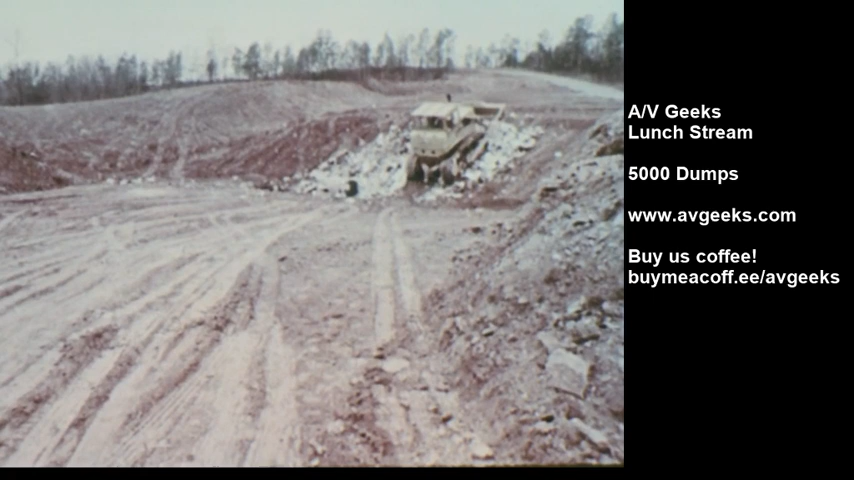 A/V Geeks
Lunch Stream
5000 Dumps
www.avgeeks.com
Buy us coffee!
buymeacoff.ee/avgeeks